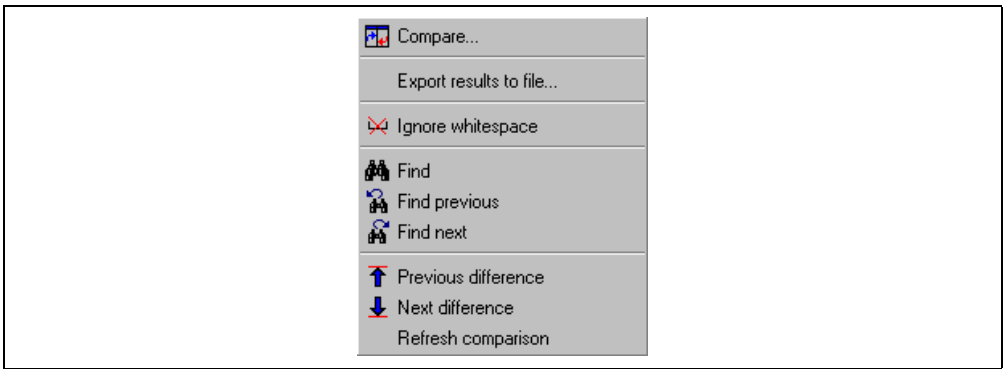 Compare...
Export results to file...
Ignore whitespace
Find
Find previous
Find next
Previous difference
Next difference
Refresh comparison